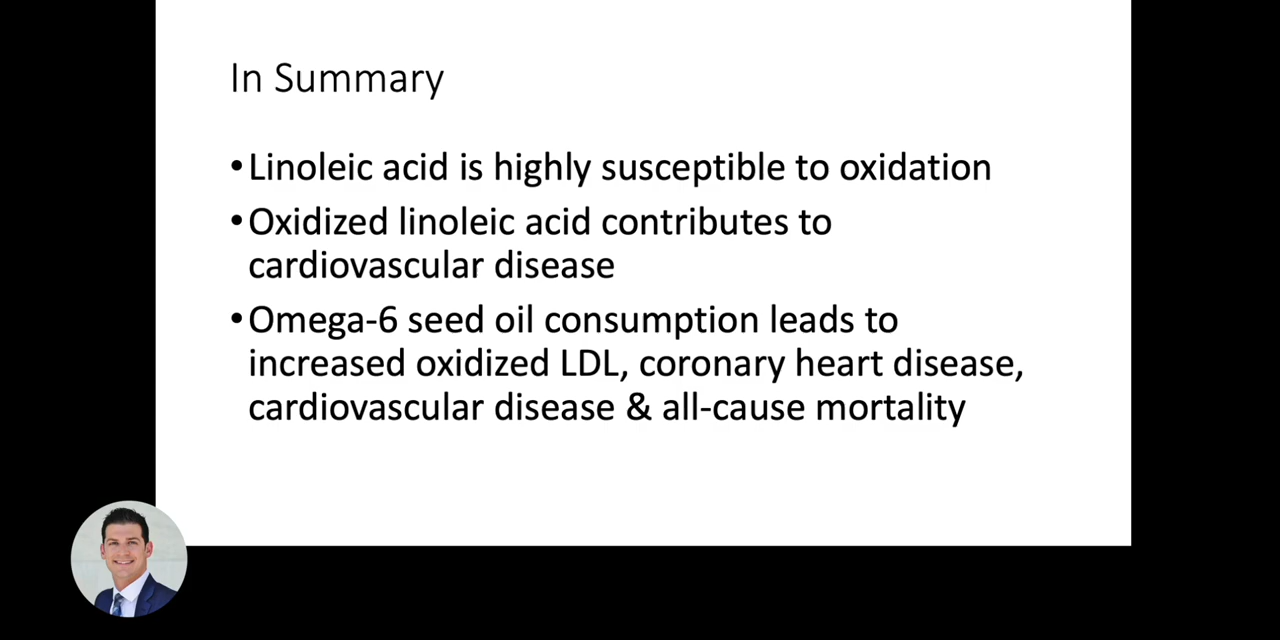 In Summary
•Linoleic acid is highly susceptible to oxidation
•Oxidized linoleic acid contributes to
cardiovascular disease
•Omega-6 seed oil consumption leads to
increased oxidized LDL, coronary heart disease,
cardiovascular disease & all-cause mortality